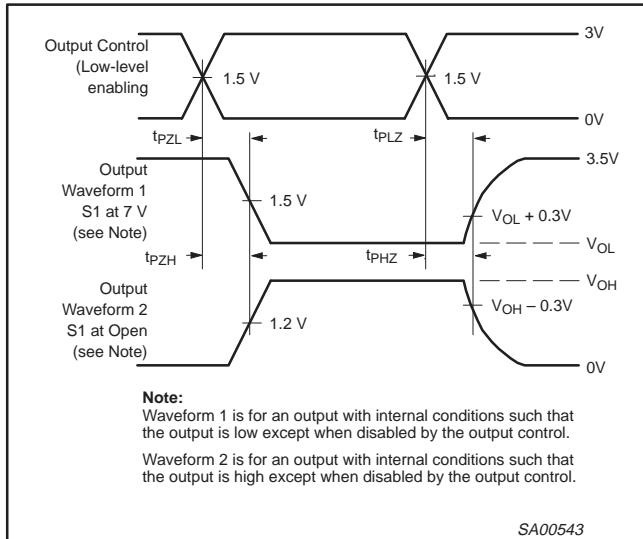 Output Control
(Low-level
enabling
1.5 V
1.5 V
3V
0V
tPZL
tPLZ
Output
Waveform 1
S1 at 7 V
(see Note)
1.5 V
3.5V
VOL + 0.3V
VOL
tPZH
tPHZ
VOH
Output
Waveform 2
S1 at Open
(see Note)
1.2 V
VOH – 0.3V
0V
Note:
Waveform 1 is for an output with internal conditions such that
the output is low except when disabled by the output control.
Waveform 2 is for an output with internal conditions such that
the output is high except when disabled by the output control.
SA00543